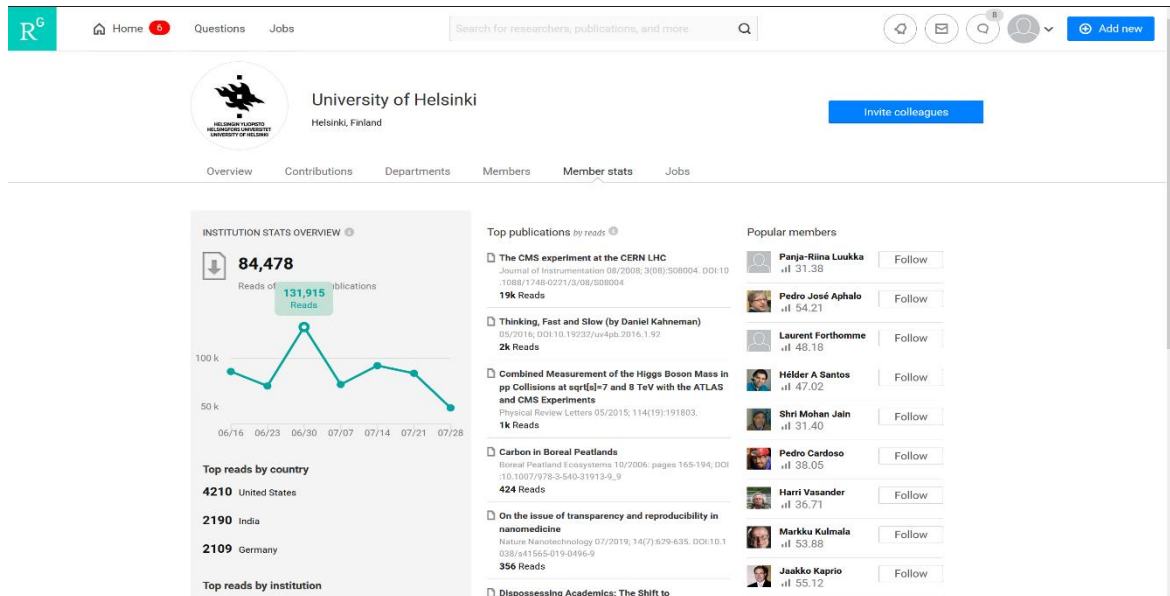 RG
Home 6
Questions
Jobs
Search for researchers, publications, and more
8
Add new
HELSINGIN YLIOPISTO
HELSINGFORS UNIVERSITET
UNIVERSITY OF HELSINKI
University of Helsinki
Helsinki, Finland
Invite colleagues
Overview
Contributions
Departments
Members
Member stats
Jobs
INSTITUTION STATS OVERVIEW
84,478
Reads of publications
131,915
Reads
100 k
50 k
06/16 06/23 06/30 07/07 07/14 07/21 07/28
Top reads by country
4210 United States
2190 India
2109 Germany
Top reads by institution
Top publications by reads
The CMS experiment at the CERN LHC
Journal of Instrumentation 08/2008; 3(08):S08004. DOI:10
.1088/1748-0221/3/08/S08004
19k Reads
Thinking, Fast and Slow (by Daniel Kahneman)
05/2016; DOI:10.19232/uv4pb.2016.1.92
2k Reads
Combined Measurement of the Higgs Boson Mass in
pp Collisions at sqrt[s]=7 and 8 TeV with the ATLAS
and CMS Experiments
Physical Review Letters 05/2015; 114(19):191803.
1k Reads
Carbon in Boreal Peatlands
Boreal Peatland Ecosystems 10/2006: pages 165-194; DOI
:10.1007/978-3-540-31913-9_9
424 Reads
On the issue of transparency and reproducibility in
nanomedicine
Nature Nanotechnology 07/2019; 14(7):629-635. DOI:10.1
038/s41565-019-0496-9
356 Reads
Dispossessing Academics: The Shift to
Popular members
Panja-Riina Luukka
31.38
Follow
Pedro José Aphalo
54.21
Follow
Laurent Forthomme
48.18
Follow
Hélder A Santos
47.02
Follow
Shri Mohan Jain
31.40
Follow
Pedro Cardoso
38.05
Follow
Harri Vasander
36.71
Follow
Markku Kulmala
53.88
Follow
Jaakko Kaprio
55.12
Follow